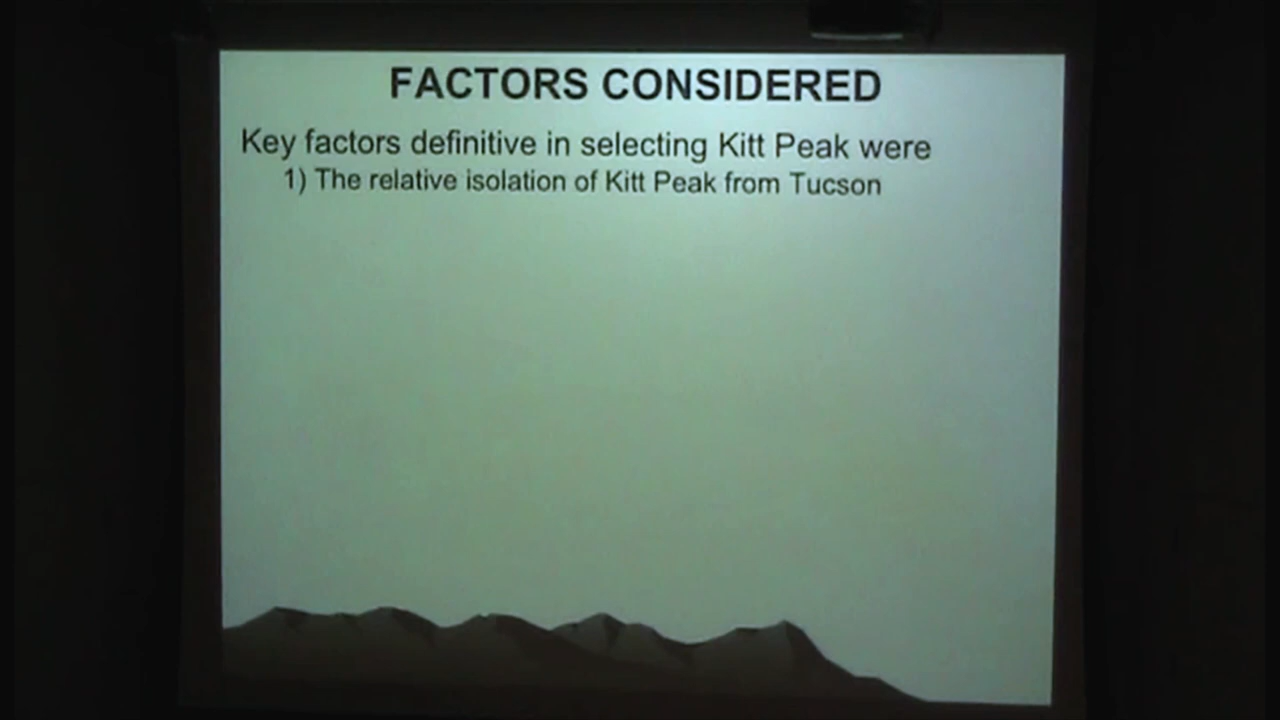 FACTORS CONSIDERED
Key factors definitive in selecting Kitt Peak were
1) The relative isolation of Kitt Peak from Tucson